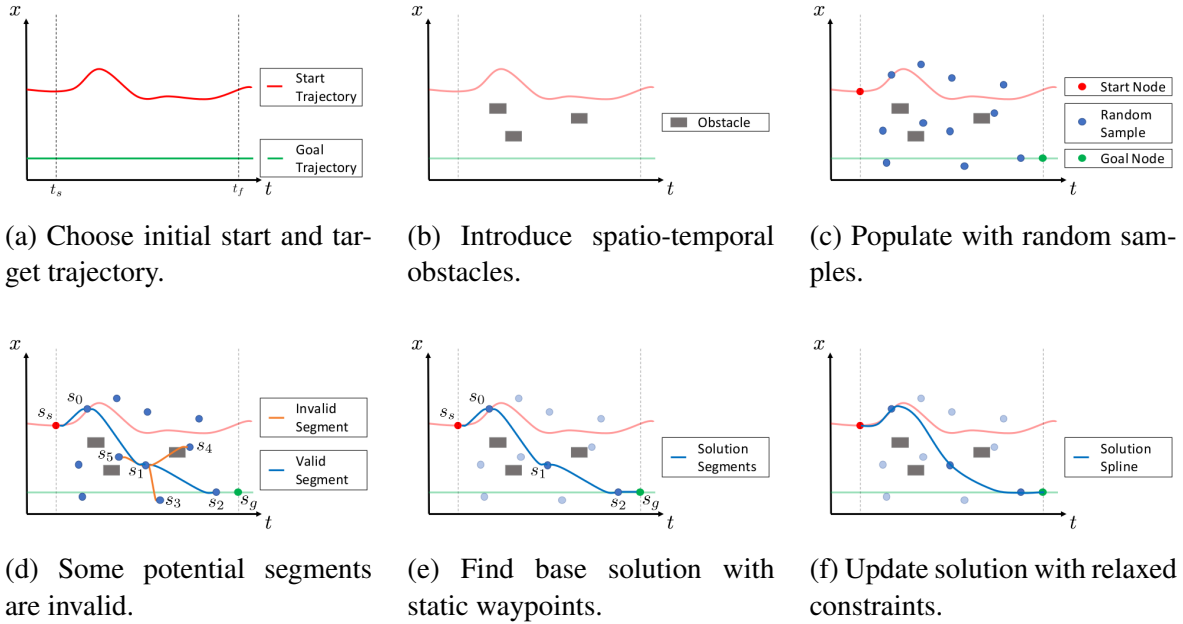 x
Start
Trajectory
Goal
Trajectory
t_s
t_f
t
(a) Choose initial start and tar-
get trajectory.
x
Obstacle
t
(b) Introduce spatio-temporal
obstacles.
x
Start Node
Random
Sample
Goal Node
t
(c) Populate with random sam-
ples.
x
s_0
s_s
Invalid
Segment
s_4
s_5
s_1
Valid
Segment
s_3
s_2
s_g
t
(d) Some potential segments
are invalid.
x
s_0
s_s
Solution
Segments
s_1
s_2
s_g
t
(e) Find base solution with
static waypoints.
x
Solution
Spline
t
(f) Update solution with relaxed
constraints.